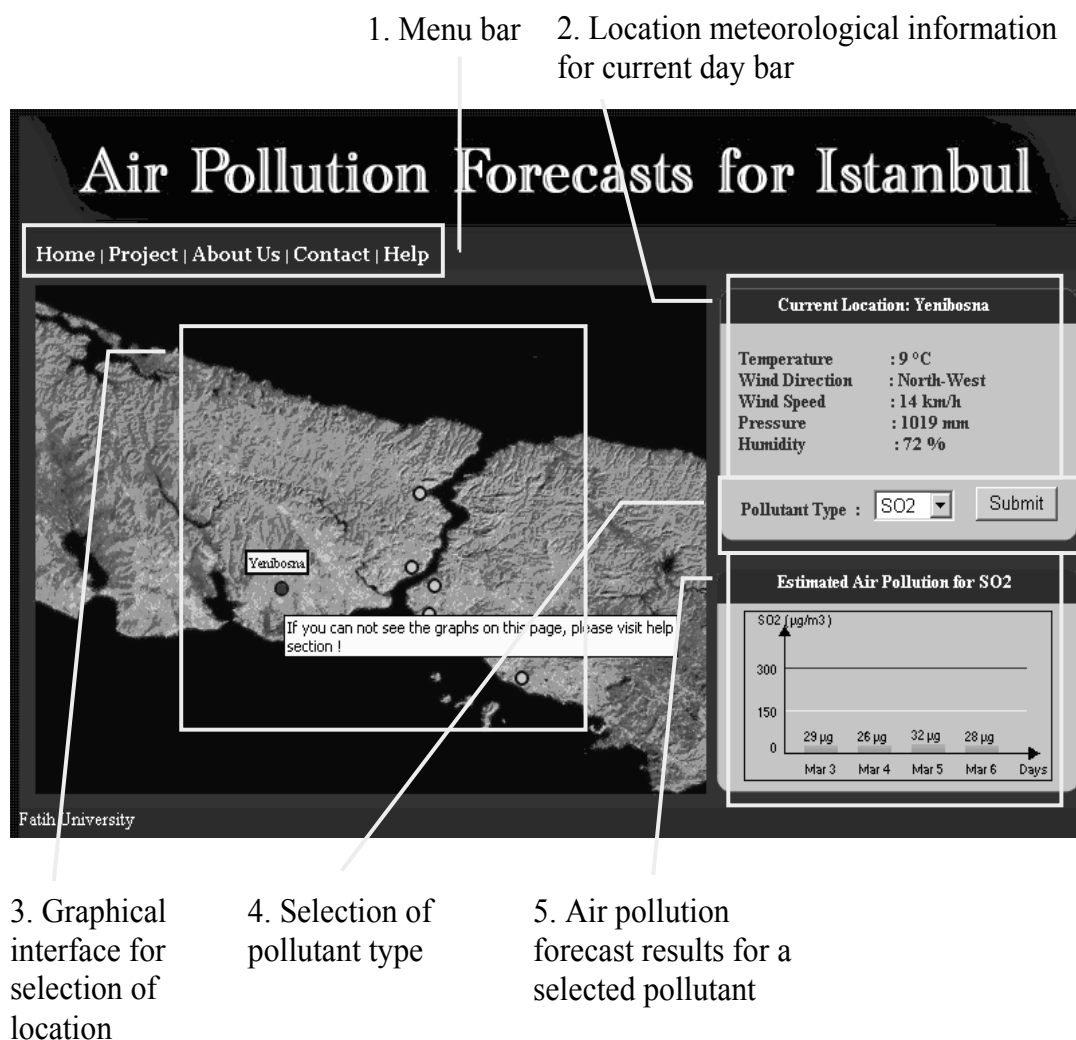 1. Menu bar
2. Location meteorological information
for current day bar
Air Pollution Forecasts for Istanbul
Home | Project | About Us | Contact | Help
Current Location: Yenibosna
Temperature : 9 °C
Wind Direction : North-West
Wind Speed : 14 km/h
Pressure : 1019 mm
Humidity : 72 %
Pollutant Type : SO2 Submit
Yenibosna
If you can not see the graphs on this page, please visit help
section !
Estimated Air Pollution for SO2
SO2 (µg/m3)
300
150
0
29 µg 26 µg 32 µg 28 µg
Mar 3 Mar 4 Mar 5 Mar 6 Days
Fatih University
3. Graphical
interface for
selection of
location
4. Selection of
pollutant type
5. Air pollution
forecast results for a
selected pollutant